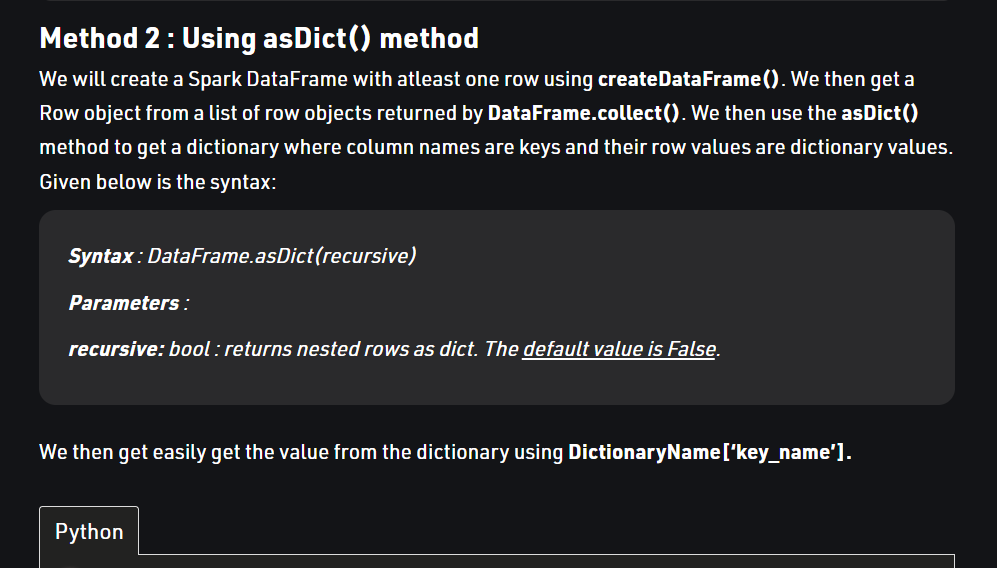 Method 2 : Using asDict() method
We will create a Spark DataFrame with atleast one row using createDataFrame(). We then get a
Row object from a list of row objects returned by DataFrame.collect(). We then use the asDict()
method to get a dictionary where column names are keys and their row values are dictionary values.
Given below is the syntax:
Syntax : DataFrame.asDict(recursive)
Parameters :
recursive: bool : returns nested rows as dict. The default value is False.
We then get easily get the value from the dictionary using DictionaryName[‘key_name’].
Python